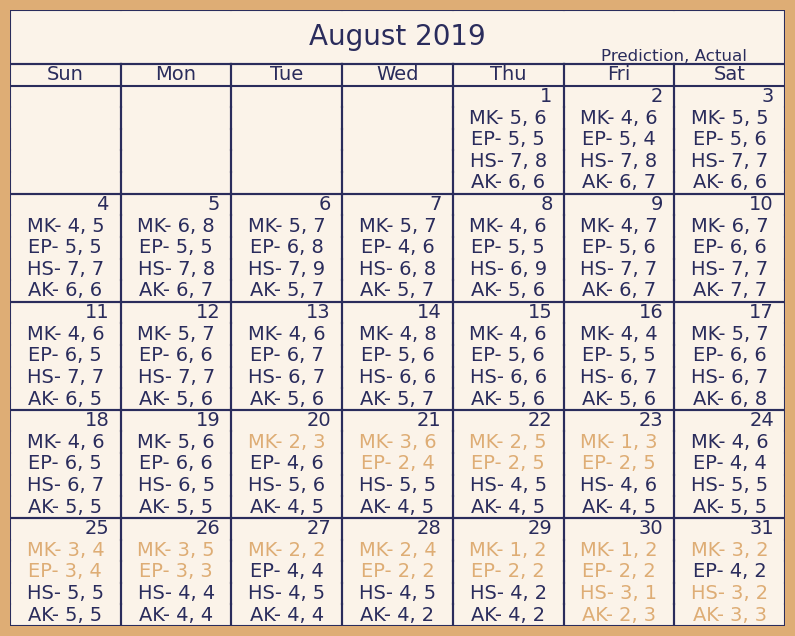 August 2019
Prediction, Actual
Sun Mon Tue Wed Thu Fri Sat
1 2 3
MK- 5, 6 MK- 4, 6 MK- 5, 5
EP- 5, 5 EP- 5, 4 EP- 5, 6
HS- 7, 8 HS- 7, 8 HS- 7, 7
AK- 6, 6 AK- 6, 7 AK- 6, 6
4 5 6 7 8 9 10
MK- 4, 5 MK- 6, 8 MK- 5, 7 MK- 5, 7 MK- 4, 6 MK- 4, 7 MK- 6, 7
EP- 5, 5 EP- 5, 5 EP- 6, 8 EP- 4, 6 EP- 5, 5 EP- 5, 6 EP- 6, 6
HS- 7, 7 HS- 7, 8 HS- 7, 9 HS- 6, 8 HS- 6, 9 HS- 7, 7 HS- 7, 7
AK- 6, 6 AK- 6, 7 AK- 5, 7 AK- 5, 7 AK- 5, 6 AK- 6, 7 AK- 7, 7
11 12 13 14 15 16 17
MK- 4, 6 MK- 5, 7 MK- 4, 6 MK- 4, 8 MK- 4, 6 MK- 4, 4 MK- 5, 7
EP- 6, 5 EP- 6, 6 EP- 6, 7 EP- 5, 6 EP- 5, 6 EP- 5, 5 EP- 6, 6
HS- 7, 7 HS- 7, 7 HS- 6, 7 HS- 6, 6 HS- 6, 6 HS- 6, 7 HS- 6, 7
AK- 6, 5 AK- 5, 6 AK- 5, 6 AK- 5, 7 AK- 5, 6 AK- 5, 6 AK- 6, 8
18 19 20 21 22 23 24
MK- 4, 6 MK- 5, 6 MK- 2, 3 MK- 3, 6 MK- 2, 5 MK- 1, 3 MK- 4, 6
EP- 6, 5 EP- 6, 6 EP- 4, 6 EP- 2, 4 EP- 2, 5 EP- 2, 5 EP- 4, 4
HS- 6, 7 HS- 6, 5 HS- 5, 6 HS- 5, 5 HS- 4, 5 HS- 4, 6 HS- 5, 5
AK- 5, 5 AK- 5, 5 AK- 4, 5 AK- 4, 5 AK- 4, 5 AK- 4, 5 AK- 5, 5
25 26 27 28 29 30 31
MK- 3, 4 MK- 3, 5 MK- 2, 2 MK- 2, 4 MK- 1, 2 MK- 1, 2 MK- 3, 2
EP- 3, 4 EP- 3, 3 EP- 4, 4 EP- 2, 2 EP- 2, 2 EP- 2, 2 EP- 4, 2
HS- 5, 5 HS- 4, 4 HS- 4, 5 HS- 4, 5 HS- 4, 2 HS- 3, 1 HS- 3, 2
AK- 5, 5 AK- 4, 4 AK- 4, 4 AK- 4, 2 AK- 4, 2 AK- 2, 3 AK- 3, 3